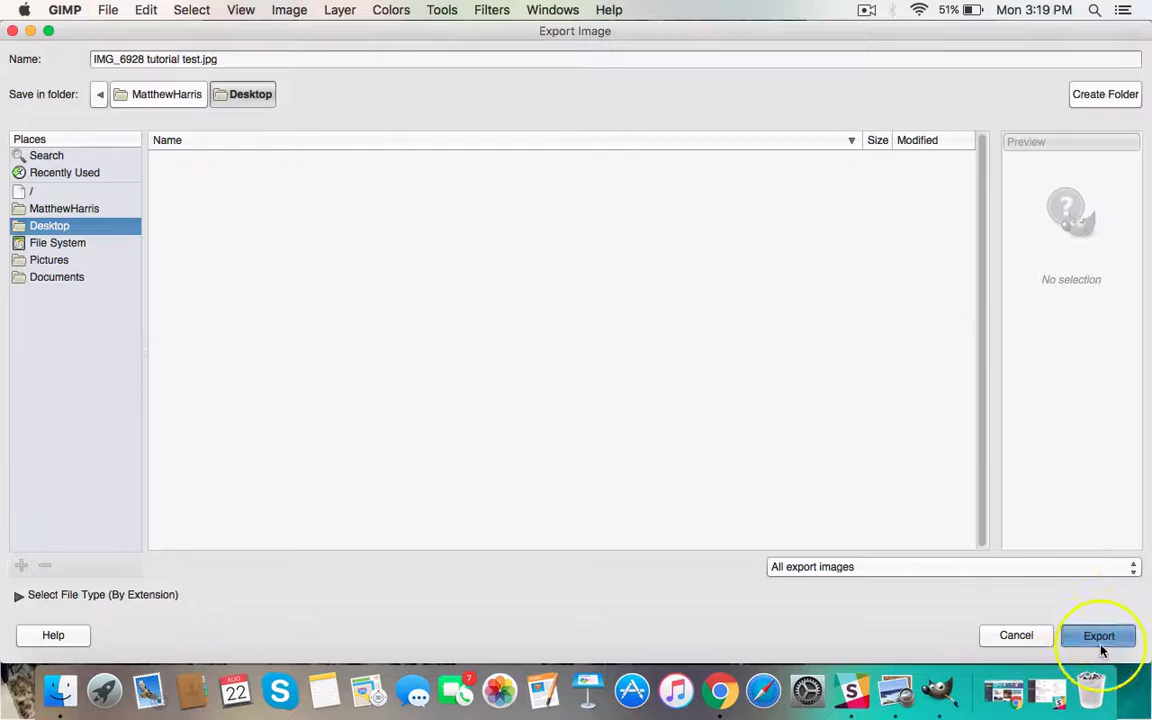 GIMP File Edit Select View Image Layer Colors Tools Filters Windows Help 51% Mon 3:19 PM
Export Image
Name: IMG_6928 tutorial test.jpg
Save in folder: MatthewHarris Desktop Create Folder
Places Name Size Modified Preview
Search
Recently Used
/
MatthewHarris
Desktop
File System
Pictures
Documents
?
No selection
All export images
Select File Type (By Extension)
Help Cancel Export
7
AUG
22
30